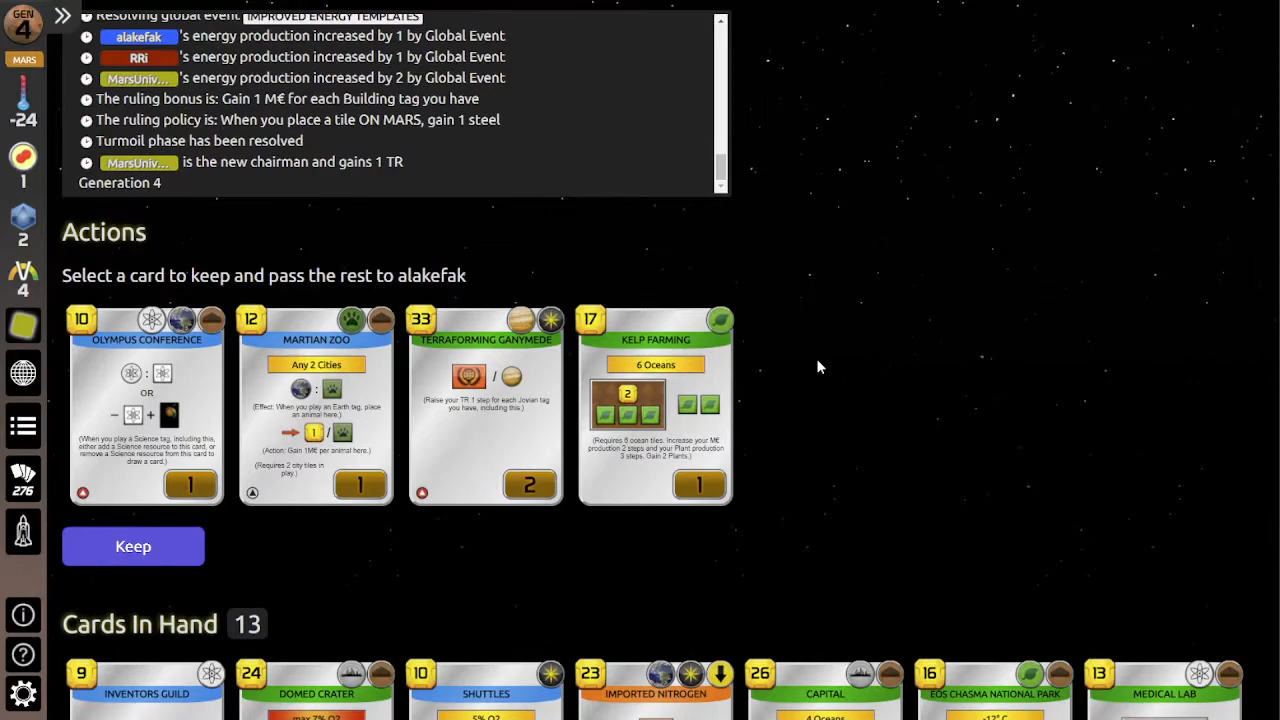 GEN
4
MARS
-24
1
2
4
276
Resolving global event IMPROVED ENERGY TEMPLATES
alakefak 's energy production increased by 1 by Global Event
RRi 's energy production increased by 1 by Global Event
MarsUniv... 's energy production increased by 2 by Global Event
The ruling bonus is: Gain 1 M€ for each Building tag you have
The ruling policy is: When you place a tile ON MARS, gain 1 steel
Turmoil phase has been resolved
MarsUniv... is the new chairman and gains 1 TR
Generation 4
Actions
Select a card to keep and pass the rest to alakefak
10
OLYMPUS CONFERENCE
:
OR
- +
(When you play a Science tag, including this,
either add a Science resource to this card, or
remove a Science resource from this card to
draw a card.)
1
12
MARTIAN ZOO
Any 2 Cities
:
(Effect: When you play an Earth tag, place
an animal here.)
1 /
(Action: Gain 1M€ per animal here.)
(Requires 2 city tiles in
play.)
1
33
TERRAFORMING GANYMEDE
/
(Raise your TR 1 step for each Jovian tag
you have, including this.)
2
17
KELP FARMING
6 Oceans
2
(Requires 6 ocean tiles. Increase your M€
production 2 steps and your Plant production
3 steps. Gain 2 Plants.)
1
Keep
Cards In Hand 13
9
INVENTORS GUILD
24
DOMED CRATER
max 7% O2
10
SHUTTLES
5% O2
23
IMPORTED NITROGEN
26
CAPITAL
4 Oceans
16
EOS CHASMA NATIONAL PARK
-12° C
13
MEDICAL LAB